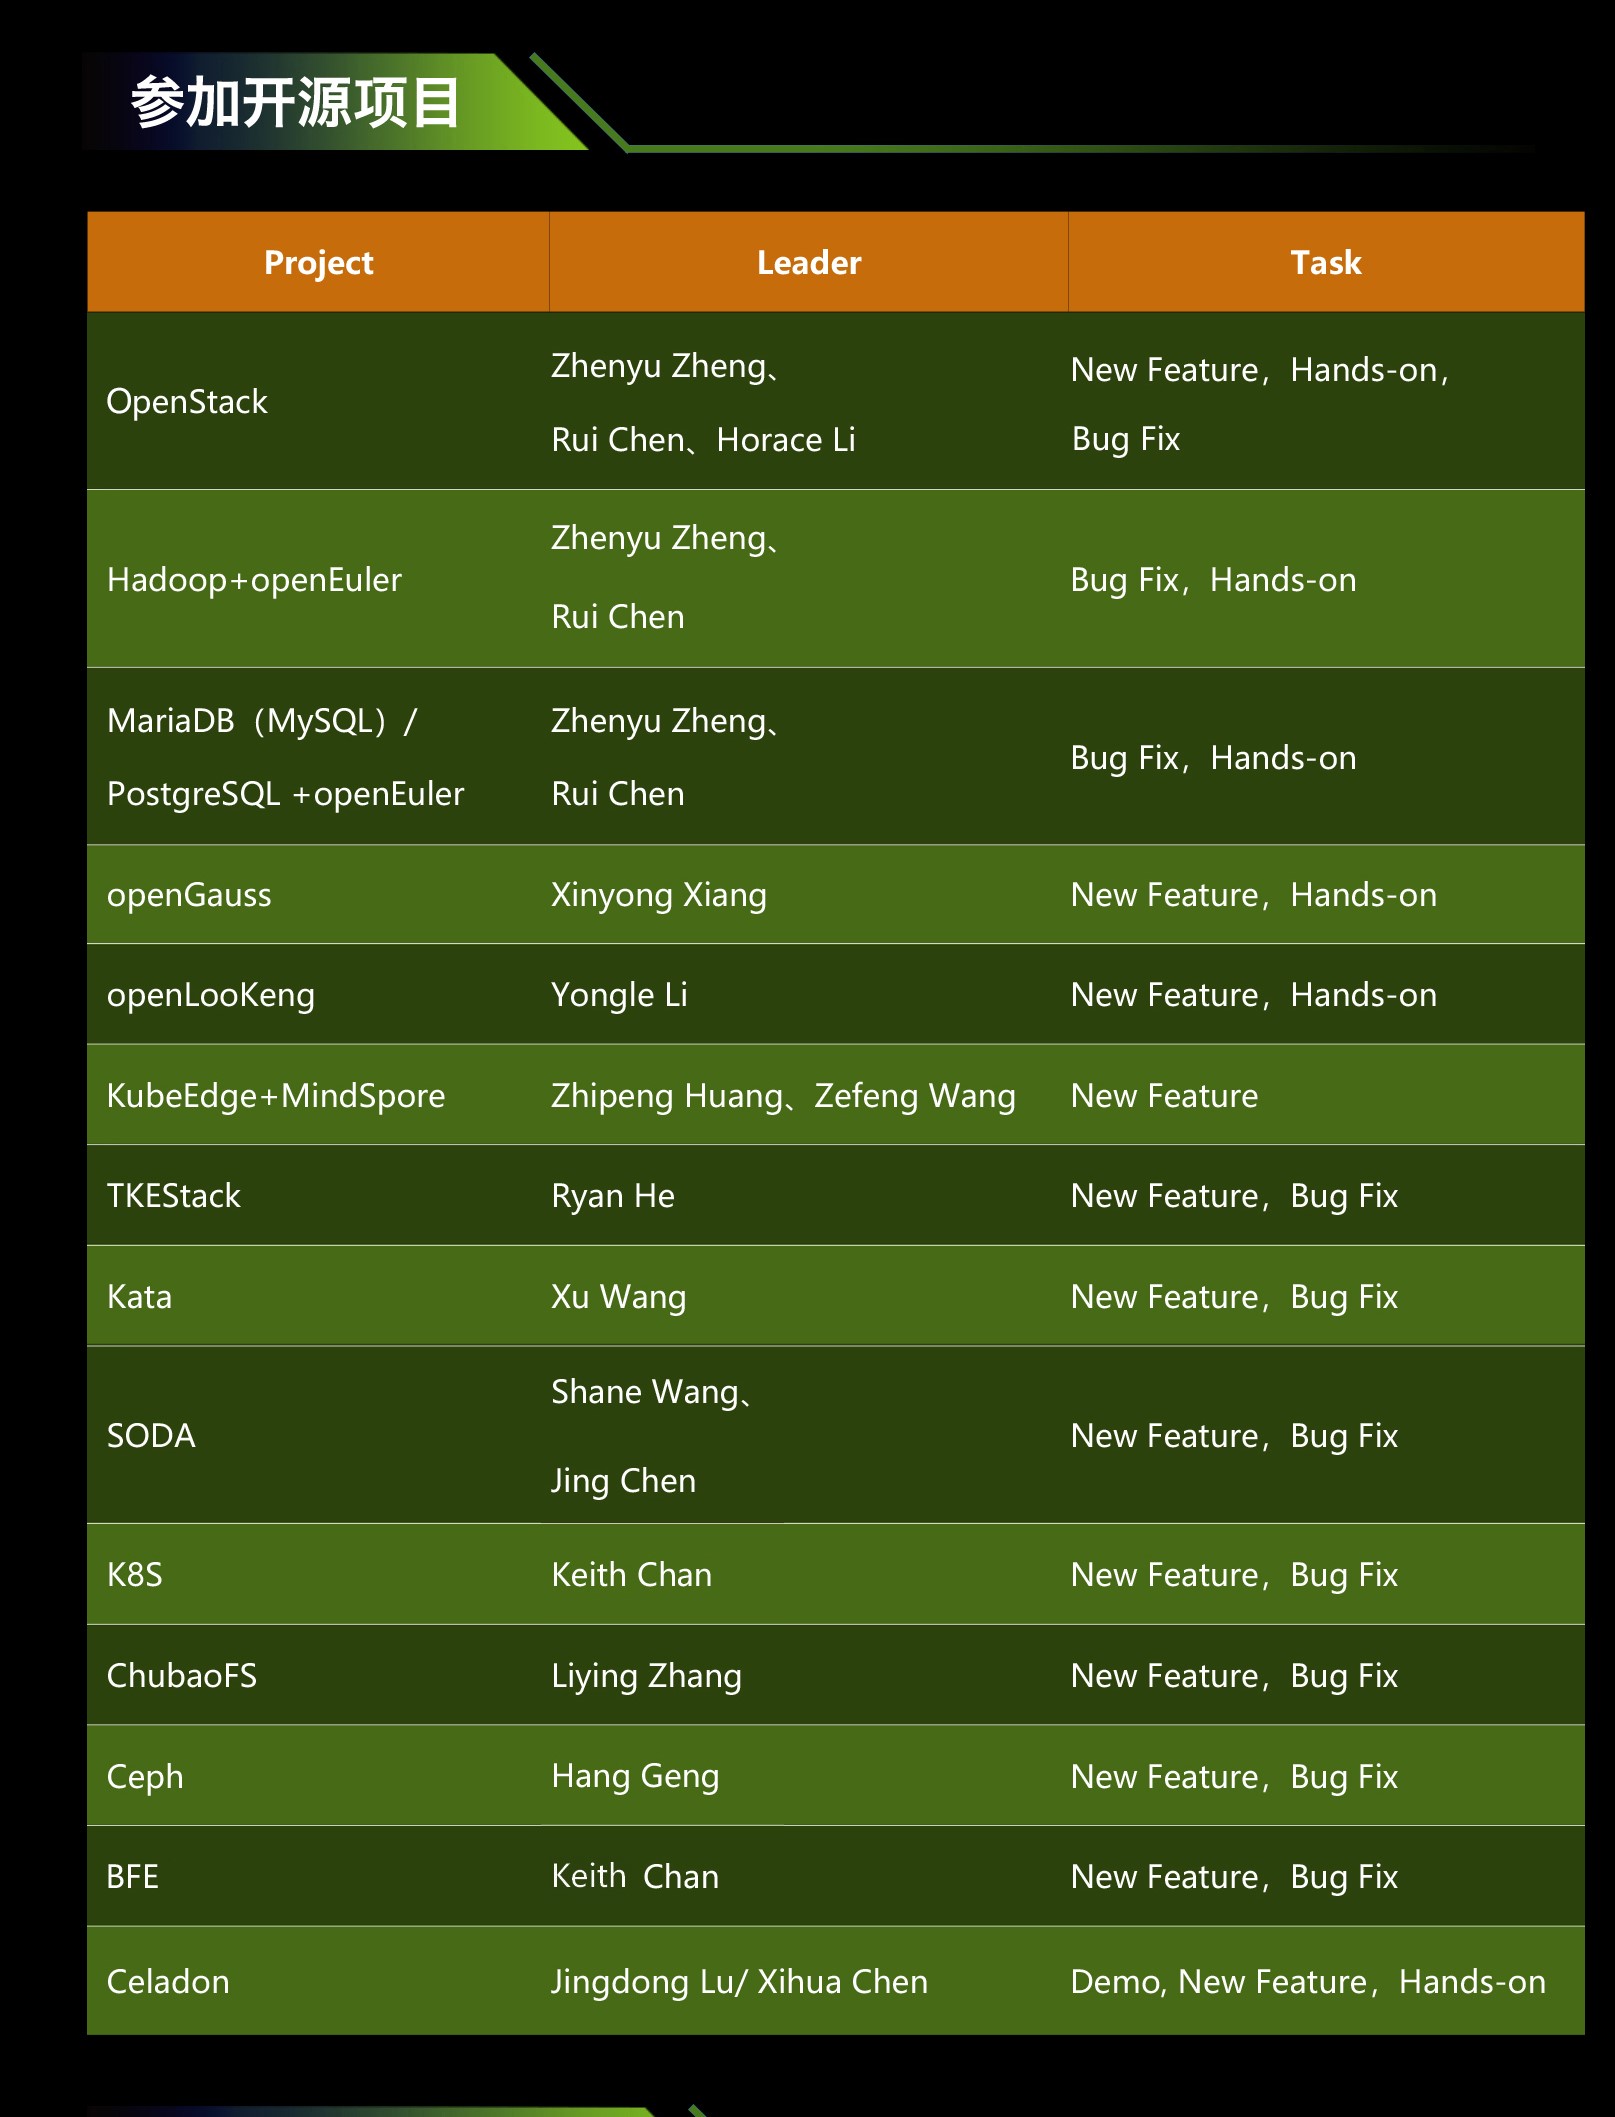 参加开源项目
Project Leader Task
OpenStack
Zhenyu Zheng、
Rui Chen、Horace Li
New Feature，Hands-on，
Bug Fix
Hadoop+openEuler
Zhenyu Zheng、
Rui Chen
Bug Fix，Hands-on
MariaDB（MySQL）/
PostgreSQL +openEuler
Zhenyu Zheng、
Rui Chen
Bug Fix，Hands-on
openGauss Xinyong Xiang New Feature，Hands-on
openLooKeng Yongle Li New Feature，Hands-on
KubeEdge+MindSpore Zhipeng Huang、Zefeng Wang New Feature
TKEStack Ryan He New Feature，Bug Fix
Kata Xu Wang New Feature，Bug Fix
SODA
Shane Wang、
Jing Chen
New Feature，Bug Fix
K8S Keith Chan New Feature，Bug Fix
ChubaoFS Liying Zhang New Feature，Bug Fix
Ceph Hang Geng New Feature，Bug Fix
BFE Keith Chan New Feature，Bug Fix
Celadon Jingdong Lu/ Xihua Chen Demo, New Feature，Hands-on